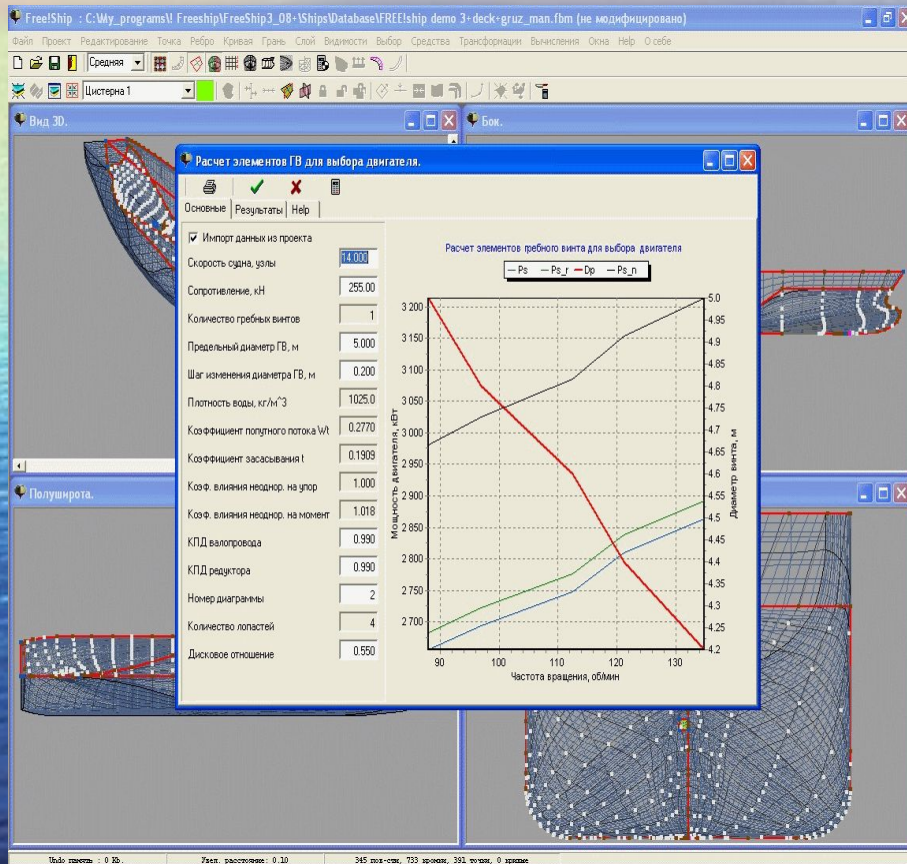 Free!Ship : C:\My_programs\! Freeship\FreeShip3_08+\Ships\Database\FREE!ship demo 3+deck+gruz_man.fbm (не модифицировано)
Файл Проект Редактирование Точка Ребро Кривая Грань Слой Видимости Выбор Средства Трансформации Вычисления Окна Help О себе
Средняя
Цистерна 1
Вид 3D.
Бок.
Расчет элементов ГВ для выбора двигателя.
Основные Результаты Help
Импорт данных из проекта
Скорость судна, узлы 14.000
Сопротивление, кН 255.00
Количество гребных винтов 1
Предельный диаметр ГВ, м 5.000
Шаг изменения диаметра ГВ, м 0.200
Плотность воды, кг/м^3 1025.0
Коэффициент попутного потока Wt 0.2770
Коэффициент засасывания t 0.1909
Коэф. влияния неоднор. на упор 1.000
Коэф. влияния неоднор. на момент 1.018
КПД валопровода 0.990
КПД редуктора 0.990
Номер диаграммы 2
Количество лопастей 4
Дисковое отношение 0.550
Расчет элементов гребного винта для выбора двигателя
Ps Ps_r Dp Ps_n
3 200
3 150
3 100
3 050
3 000
2 950
2 900
2 850
2 800
2 750
2 700
Мощность двигателя, кВт
5.0
4.95
4.9
4.85
4.8
4.75
4.7
4.65
4.6
4.55
4.5
4.45
4.4
4.35
4.3
4.25
4.2
Диаметр винта, м
90 100 110 120 130
Частота вращения, об/мин
Полуширота.
Undo память : 0 Kb.
Увел. расстояние: 0.10
345 пов-сти, 733 кромки, 391 точки, 0 кривые